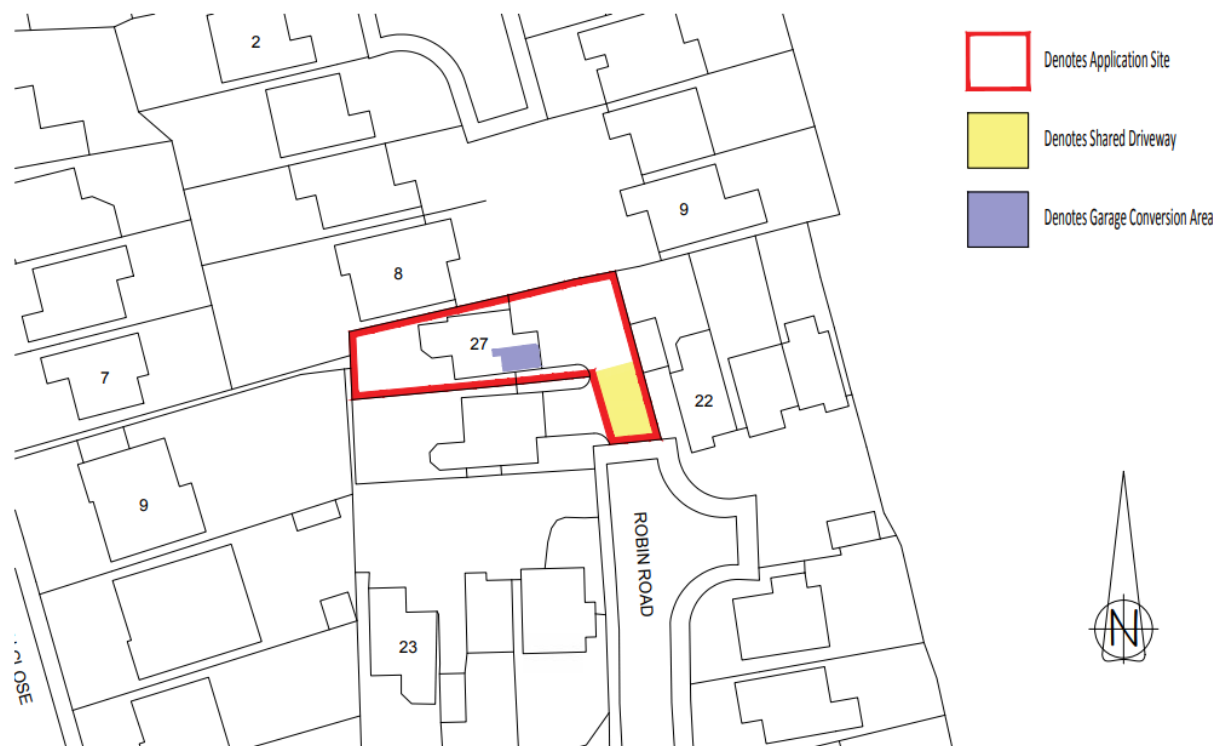 2
Denotes Application Site
Denotes Shared Driveway
9
Denotes Garage Conversion Area
8
27
7
22
9
ROBIN ROAD
23
CLOSE
N